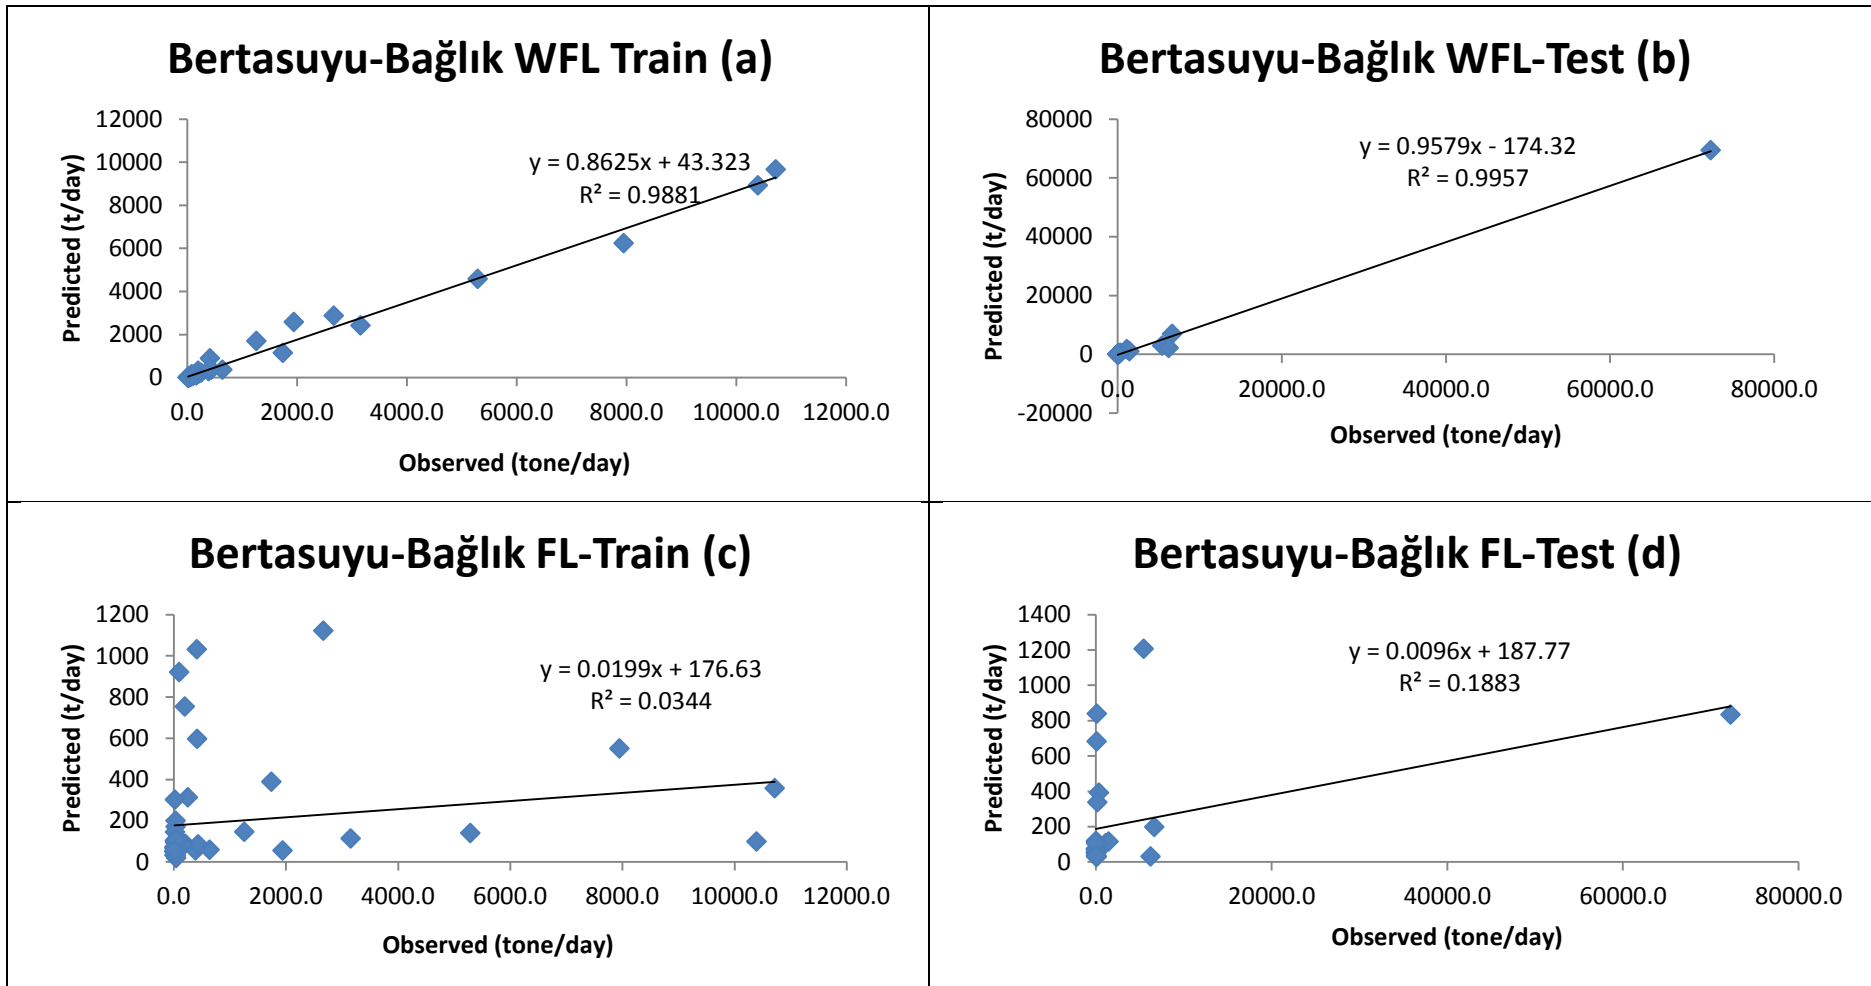 Bertasuyu-Bağlık WFL Train (a)
12000
10000
8000
6000
4000
2000
0
Predicted (t/day)
y = 0.8625x + 43.323
R² = 0.9881
0.0 2000.0 4000.0 6000.0 8000.0 10000.0 12000.0
Observed (tone/day)
Bertasuyu-Bağlık WFL-Test (b)
80000
60000
40000
20000
0
-20000
Predicted (t/day)
y = 0.9579x - 174.32
R² = 0.9957
0.0 20000.0 40000.0 60000.0 80000.0
Observed (tone/day)
Bertasuyu-Bağlık FL-Train (c)
1200
1000
800
600
400
200
0
Predicted (t/day)
y = 0.0199x + 176.63
R² = 0.0344
0.0 2000.0 4000.0 6000.0 8000.0 10000.0 12000.0
Observed (tone/day)
Bertasuyu-Bağlık FL-Test (d)
1400
1200
1000
800
600
400
200
0
Predicted (t/day)
y = 0.0096x + 187.77
R² = 0.1883
0.0 20000.0 40000.0 60000.0 80000.0
Observed (tone/day)